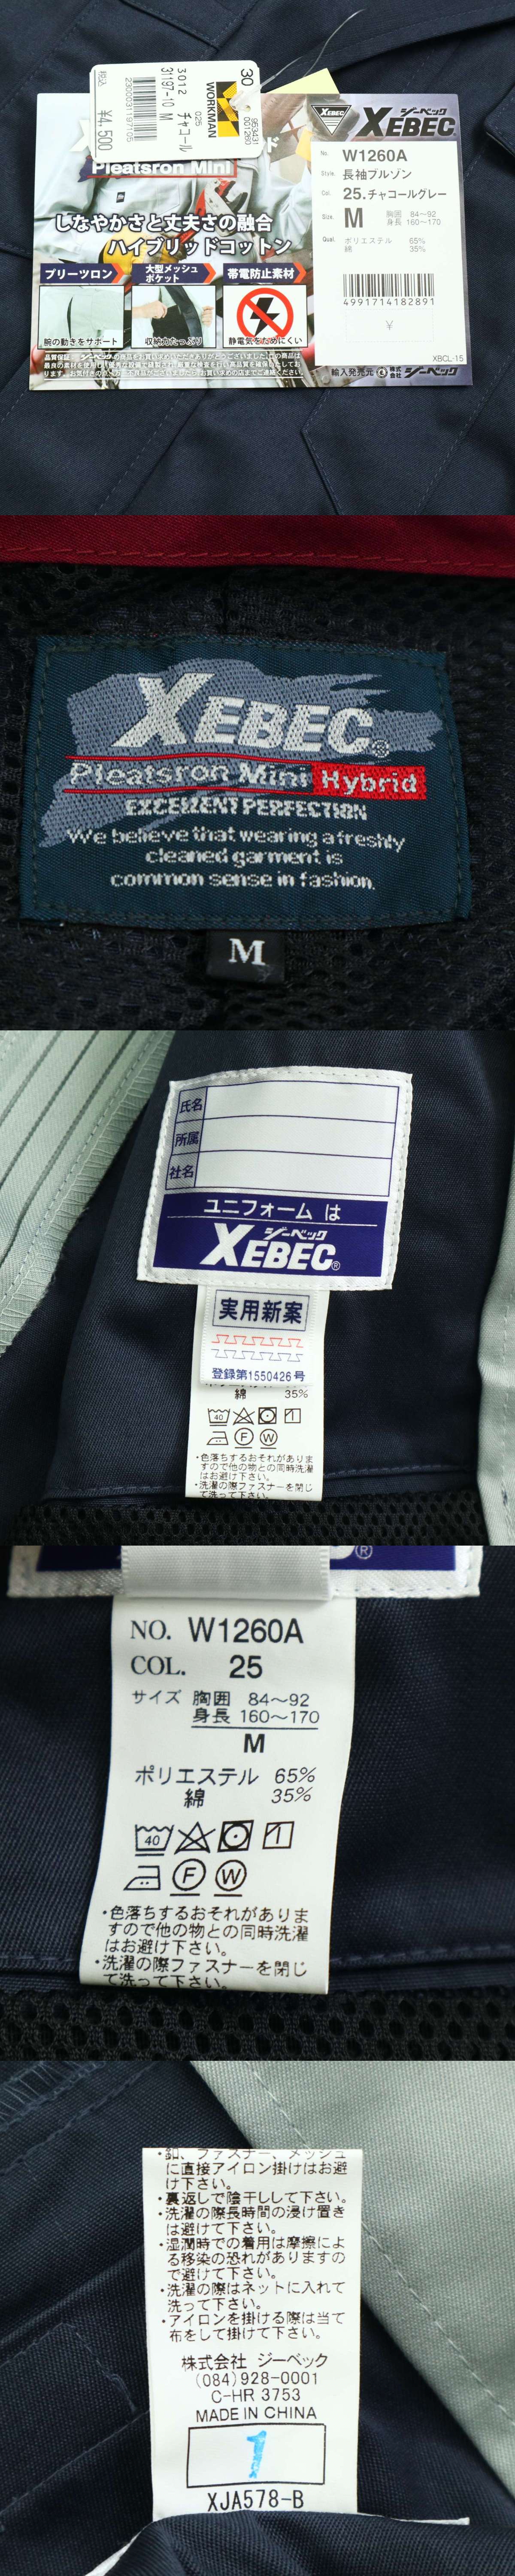 30
953431
001280
WORKMAN
025
チャコール
3012
31197-10 M
2300031197105
税込
¥4,500
Pleatsron Mini
しなやかさと丈夫さの融合
ハイブリッドコットン
プリーツロン
大型メッシュ
ポケット
帯電防止素材
腕の動きをサポート
収納力たっぷり
静電気をためにくい
XEBEC
ジーベック
XEBEC
No. W1260A
Style. 長袖ブルゾン
Col. 25.チャコールグレー
Size. M 胸囲 84〜92
身長 160〜170
Qual. ポリエステル 65%
綿 35%
4991714182891
¥
XBCL-15
輸入発売元 株式会社 ジーベック
XEBEC®
Pleatsron Mini Hybrid
EXCELLENT PERFECTION
We believe that wearing a freshly
cleaned garment is
common sense in fashion.
M
氏名
所属
社名
ユニフォーム は
ジーベック
XEBEC®
実用新案
登録第1550426号
綿 35%
40
F W
・色落ちするおそれがありま
すので他の物との同時洗濯
はお避け下さい。
・洗濯の際ファスナーを閉じ
て洗って下さい。
®
NO. W1260A
COL. 25
サイズ 胸囲 84〜92
身長 160〜170
M
ポリエステル 65%
綿 35%
40
F W
・色落ちするおそれがありま
すので他の物との同時洗濯
はお避け下さい。
・洗濯の際ファスナーを閉じ
て洗って下さい。
・釦、ファスナー、メッシュ
に直接アイロン掛けはお避
け下さい。
・裏返しで陰干しして下さい。
・洗濯の際長時間の浸け置き
は避けて下さい。
・湿潤時での着用は摩擦によ
る移染の恐れがありますの
で避けて下さい。
・洗濯の際はネットに入れて
洗って下さい。
・アイロンを掛ける際は当て
布をして掛けて下さい。
株式会社 ジーベック
(084)928-0001
C-HR 3753
MADE IN CHINA
1
XJA578-B